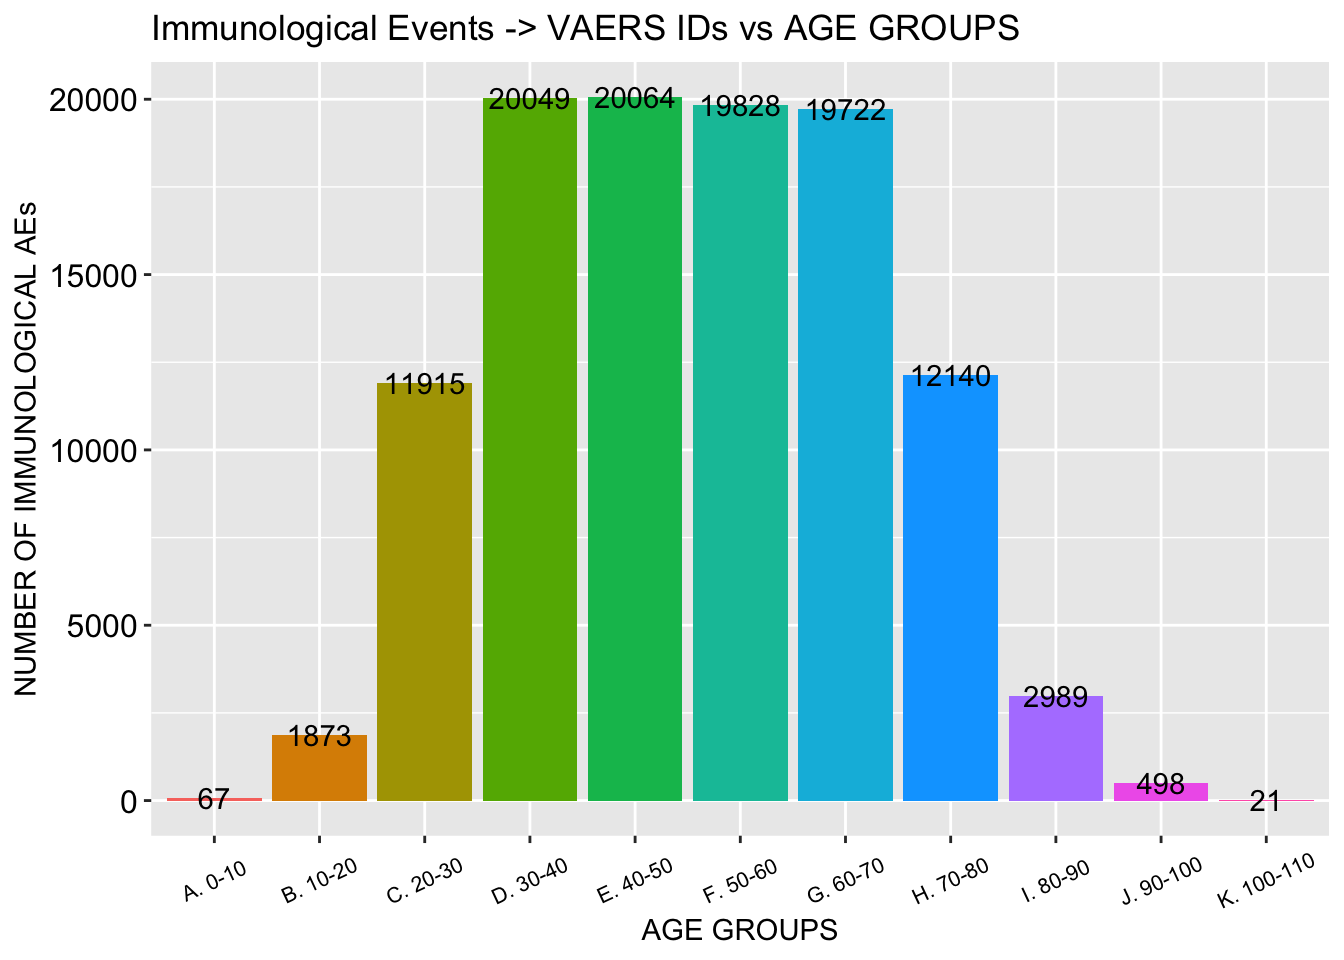 Immunological Events -> VAERS IDs vs AGE GROUPS
NUMBER OF IMMUNOLOGICAL AEs
20000
15000
10000
5000
0
67
1873
11915
20049
20064
19828
19722
12140
2989
498
21
A. 0-10
B. 10-20
C. 20-30
D. 30-40
E. 40-50
F. 50-60
G. 60-70
H. 70-80
I. 80-90
J. 90-100
K. 100-110
AGE GROUPS